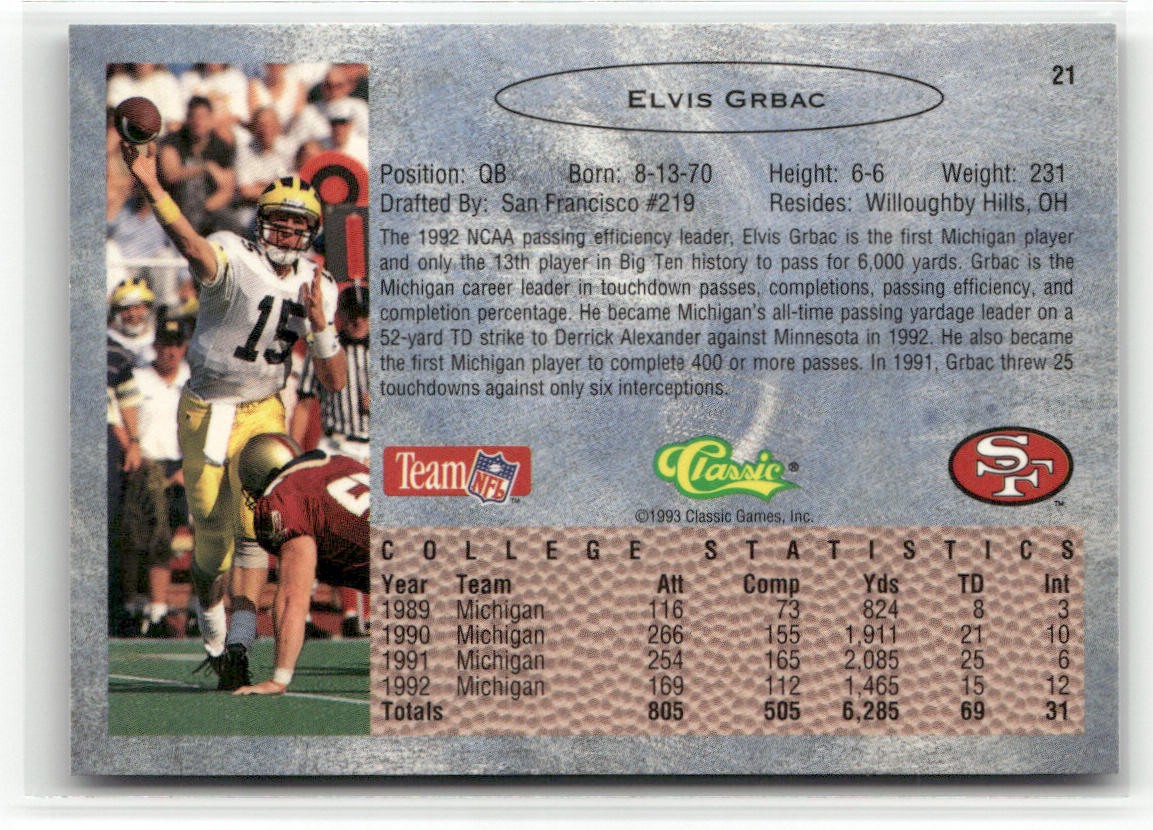 21
ELVIS GRBAC
Position: QB Born: 8-13-70 Height: 6-6 Weight: 231
Drafted By: San Francisco #219 Resides: Willoughby Hills, OH
The 1992 NCAA passing efficiency leader, Elvis Grbac is the first Michigan player
and only the 13th player in Big Ten history to pass for 6,000 yards. Grbac is the
Michigan career leader in touchdown passes, completions, passing efficiency, and
completion percentage. He became Michigan's all-time passing yardage leader on a
52-yard TD strike to Derrick Alexander against Minnesota in 1992. He also became
the first Michigan player to complete 400 or more passes. In 1991, Grbac threw 25
touchdowns against only six interceptions.
15
Team NFL™ Classic® SF™
©1993 Classic Games, Inc.
COLLEGE STATISTICS
Year Team Att Comp Yds TD Int
1989 Michigan 116 73 824 8 3
1990 Michigan 266 155 1,911 21 10
1991 Michigan 254 165 2,085 25 6
1992 Michigan 169 112 1,465 15 12
Totals 805 505 6,285 69 31